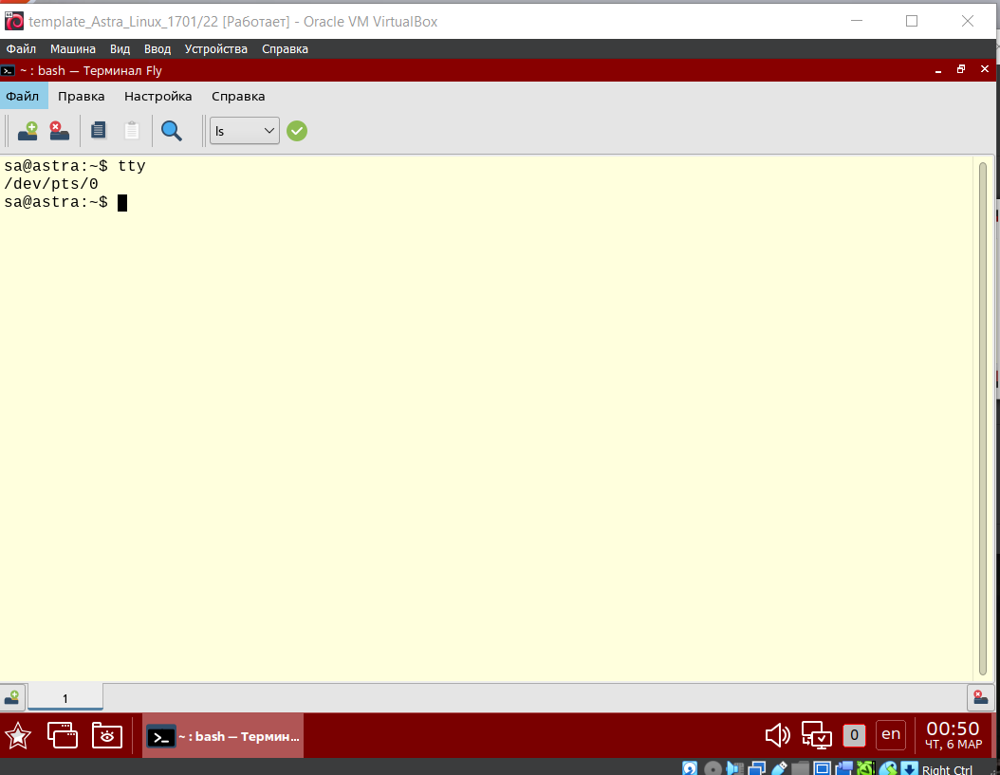 template_Astra_Linux_1701/22 [Работает] - Oracle VM VirtualBox
Файл Машина Вид Ввод Устройства Справка
~ : bash — Терминал Fly
Файл Правка Настройка Справка
ls
sa@astra:~$ tty
/dev/pts/0
sa@astra:~$
1
~ : bash — Термин...
0
en
00:50
ЧТ, 6 МАР
Right Ctrl